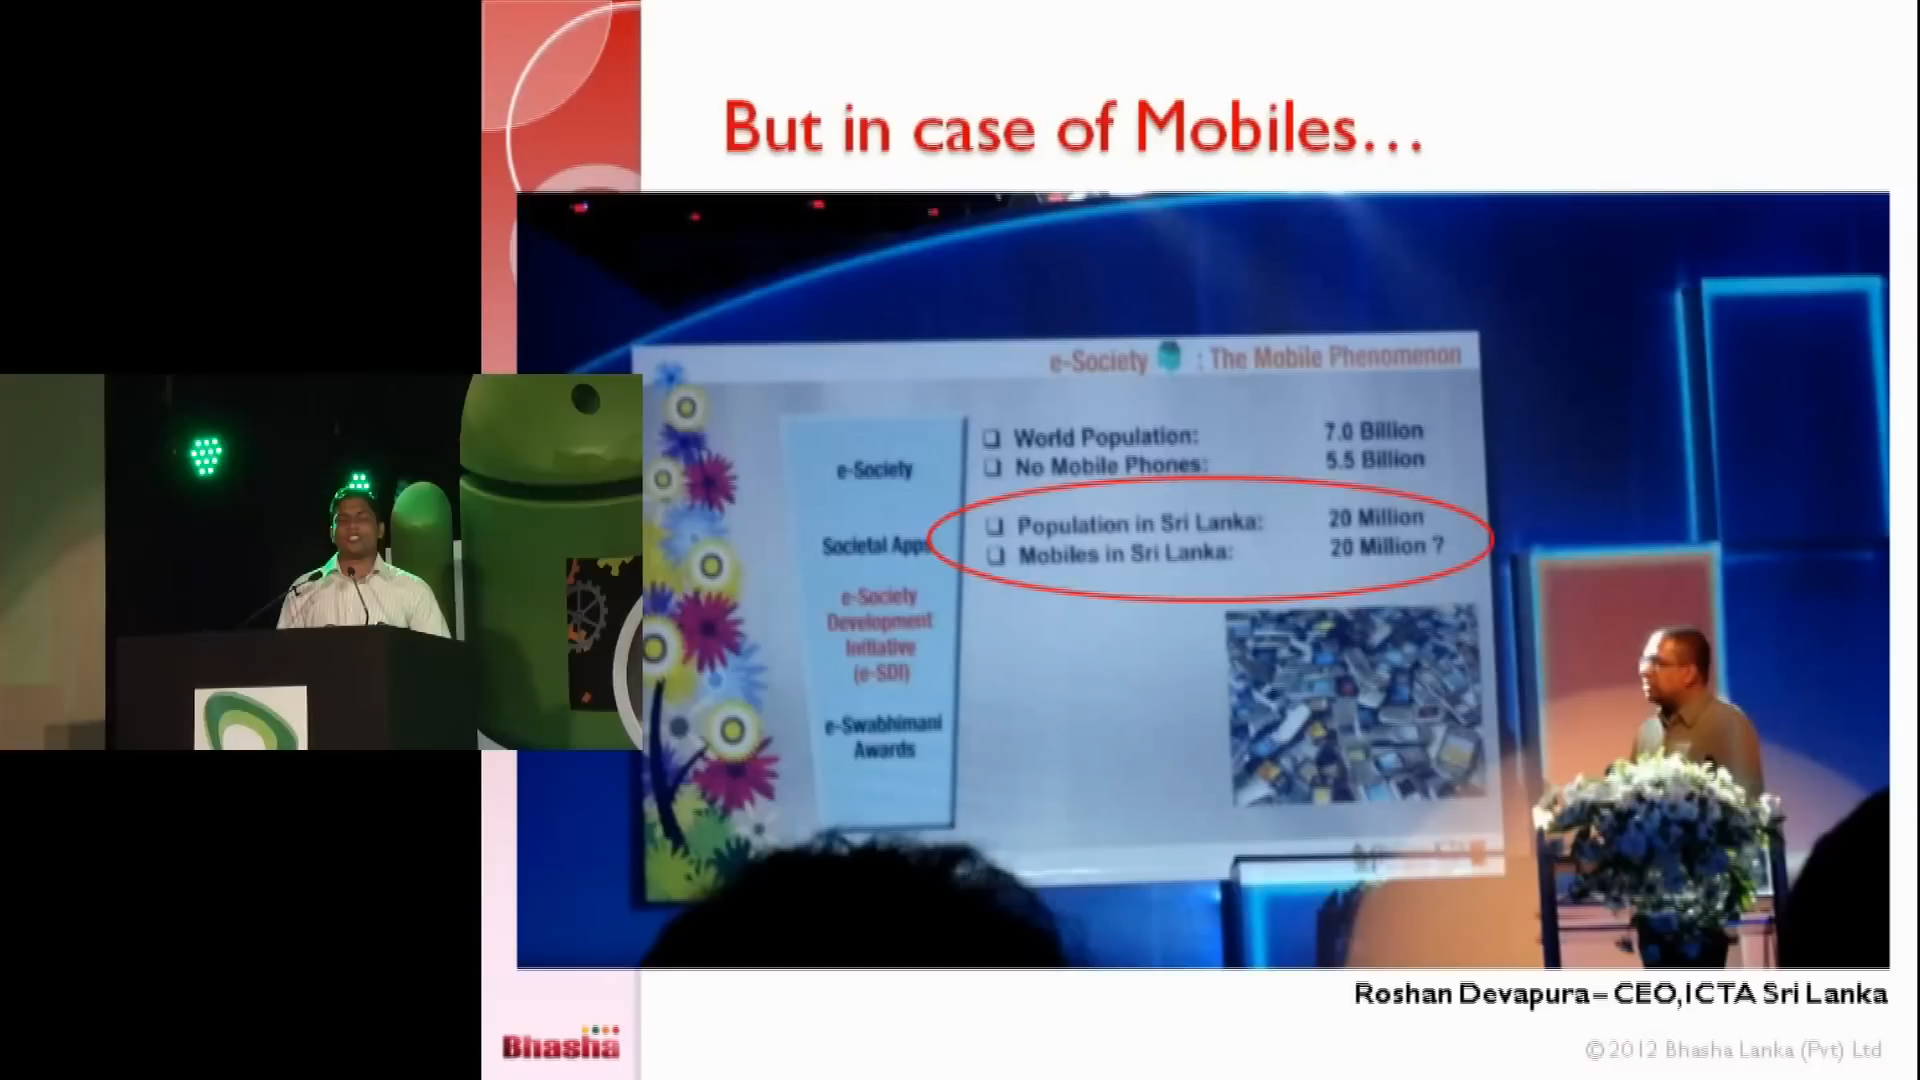 But in case of Mobiles...
e-Society : The Mobile Phenomenon
World Population: 7.0 Billion
No Mobile Phones: 5.5 Billion
Population in Sri Lanka: 20 Million
Mobiles in Sri Lanka: 20 Million ?
e-Society
Societal Apps
e-Society
Development
Initiative
(e-SDI)
e-Swabhimani
Awards
Roshan Devapura – CEO, ICTA Sri Lanka
Bhasha
©2012 Bhasha Lanka (Pvt) Ltd